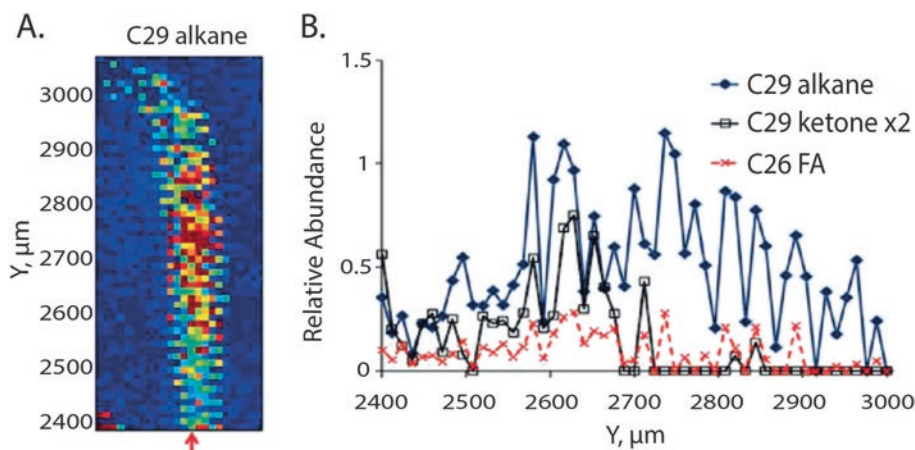 A.
C29 alkane
Y, μm
3000
2900
2800
2700
2600
2500
2400
B.
Relative Abundance
1.5
1
0.5
0
C29 alkane
C29 ketone x2
C26 FA
2400
2500
2600
2700
2800
2900
3000
Y, μm